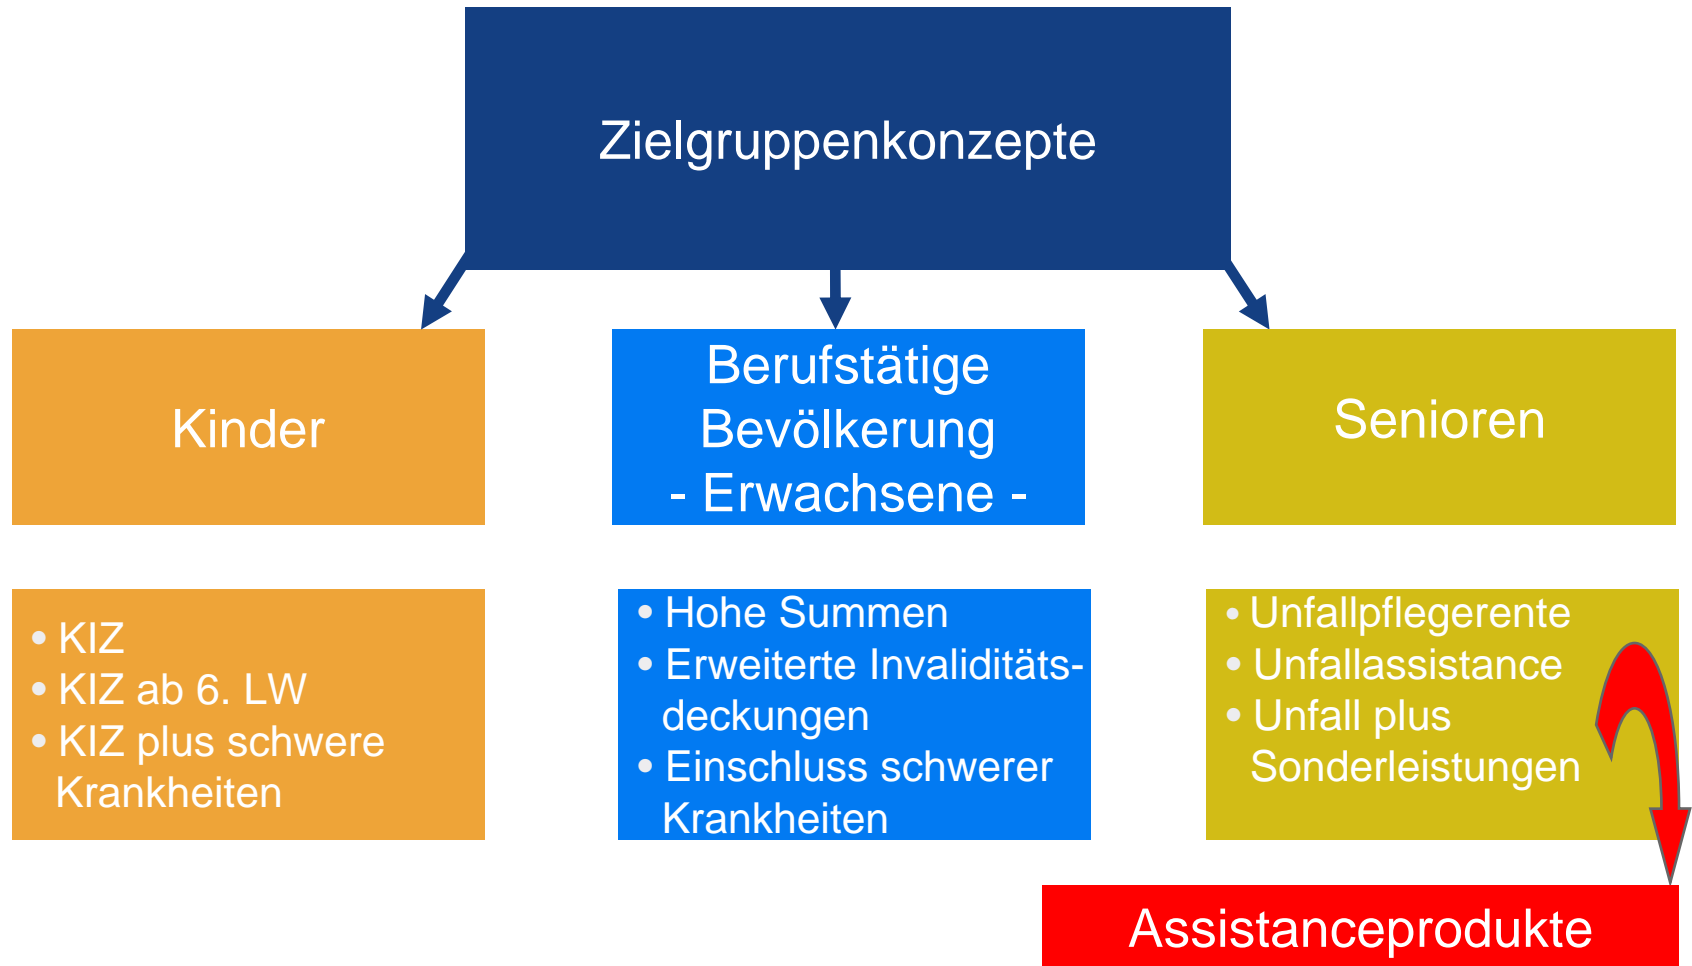 Zielgruppenkonzepte
Kinder
Berufstätige
Bevölkerung
- Erwachsene -
Senioren
• KIZ
• KIZ ab 6. LW
• KIZ plus schwere
Krankheiten
• Hohe Summen
• Erweiterte Invaliditäts-
deckungen
• Einschluss schwerer
Krankheiten
• Unfallpflegerente
• Unfallassistance
• Unfall plus
Sonderleistungen
Assistanceprodukte